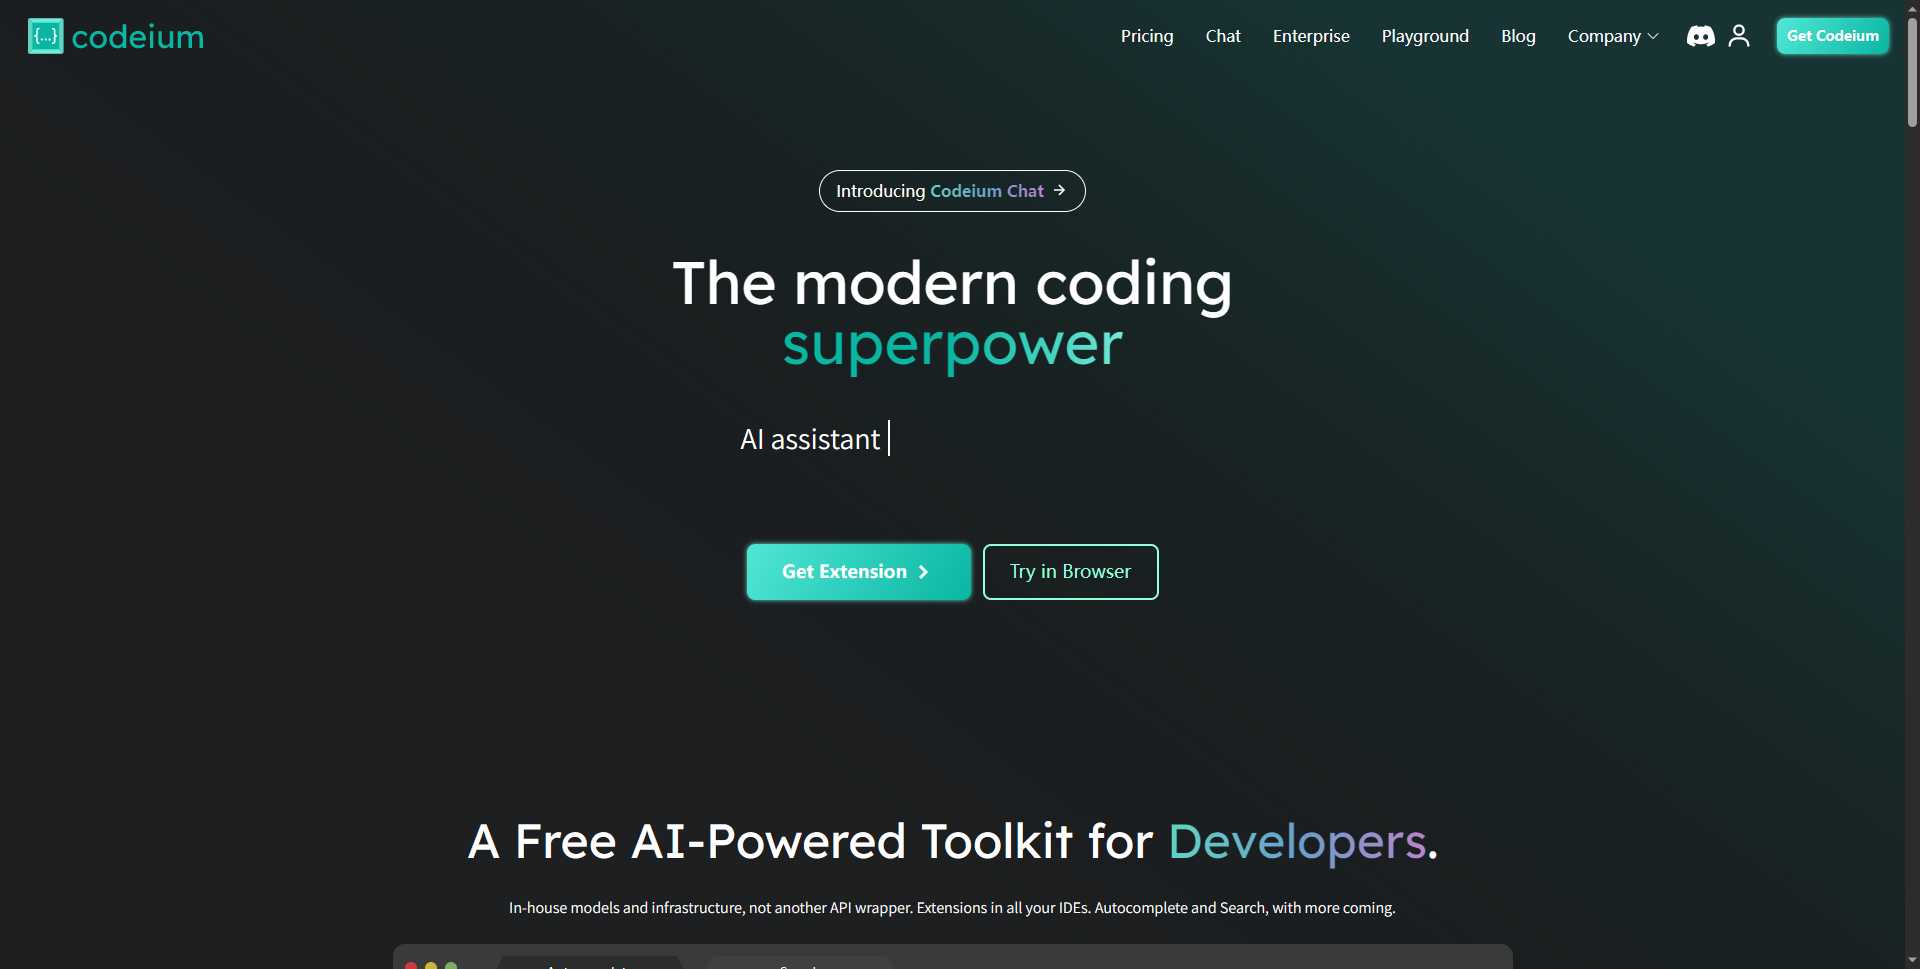 {...} codeium
Pricing Chat Enterprise Playground Blog Company Get Codeium
Introducing Codeium Chat →
The modern coding
superpower
AI assistant
Get Extension
Try in Browser
A Free AI-Powered Toolkit for Developers.
In-house models and infrastructure, not another API wrapper. Extensions in all your IDEs. Autocomplete and Search, with more coming.